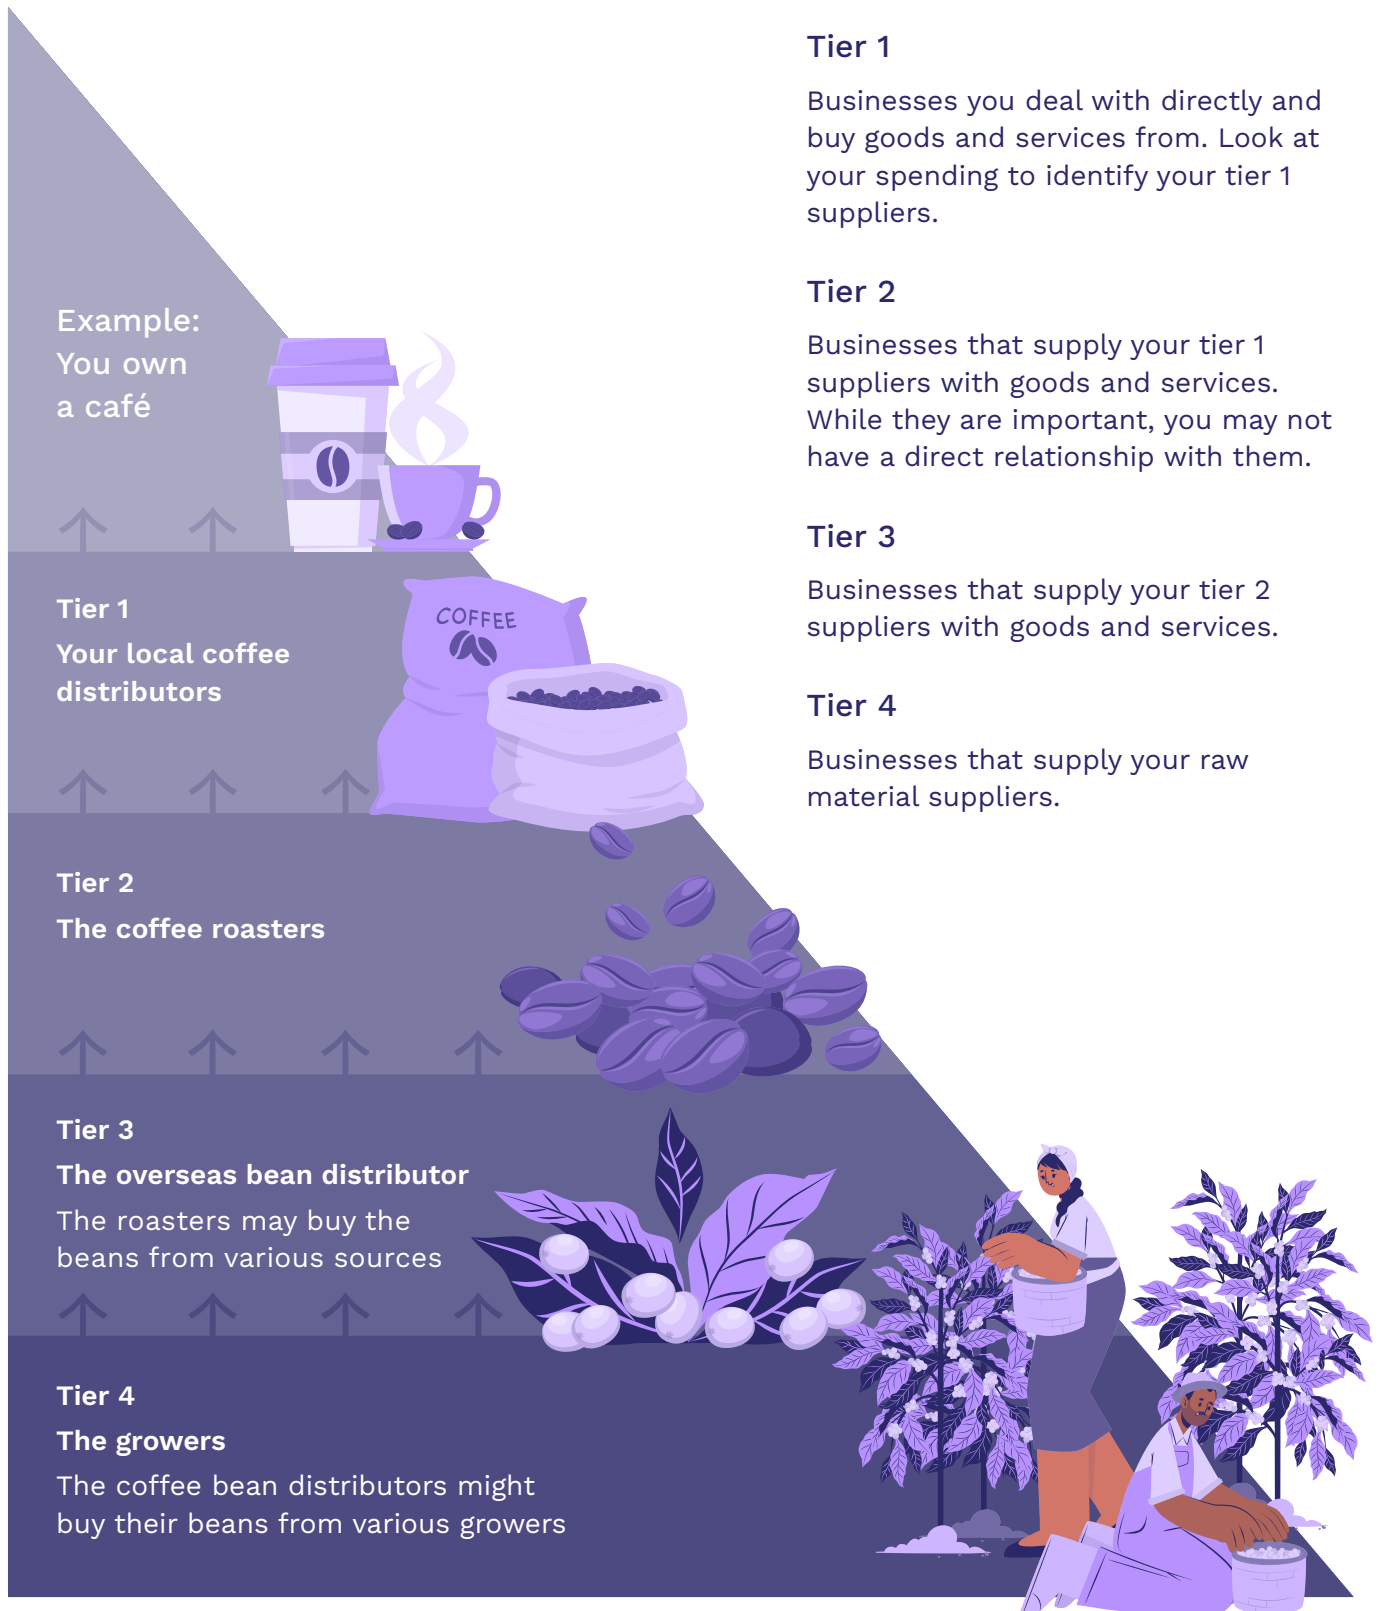 Tier 1
Businesses you deal with directly and
buy goods and services from. Look at
your spending to identify your tier 1
suppliers.
Tier 2
Businesses that supply your tier 1
suppliers with goods and services.
While they are important, you may not
have a direct relationship with them.
Tier 3
Businesses that supply your tier 2
suppliers with goods and services.
Tier 4
Businesses that supply your raw
material suppliers.
Example:
You own
a café
Tier 1
Your local coffee
distributors
COFFEE
Tier 2
The coffee roasters
Tier 3
The overseas bean distributor
The roasters may buy the
beans from various sources
Tier 4
The growers
The coffee bean distributors might
buy their beans from various growers